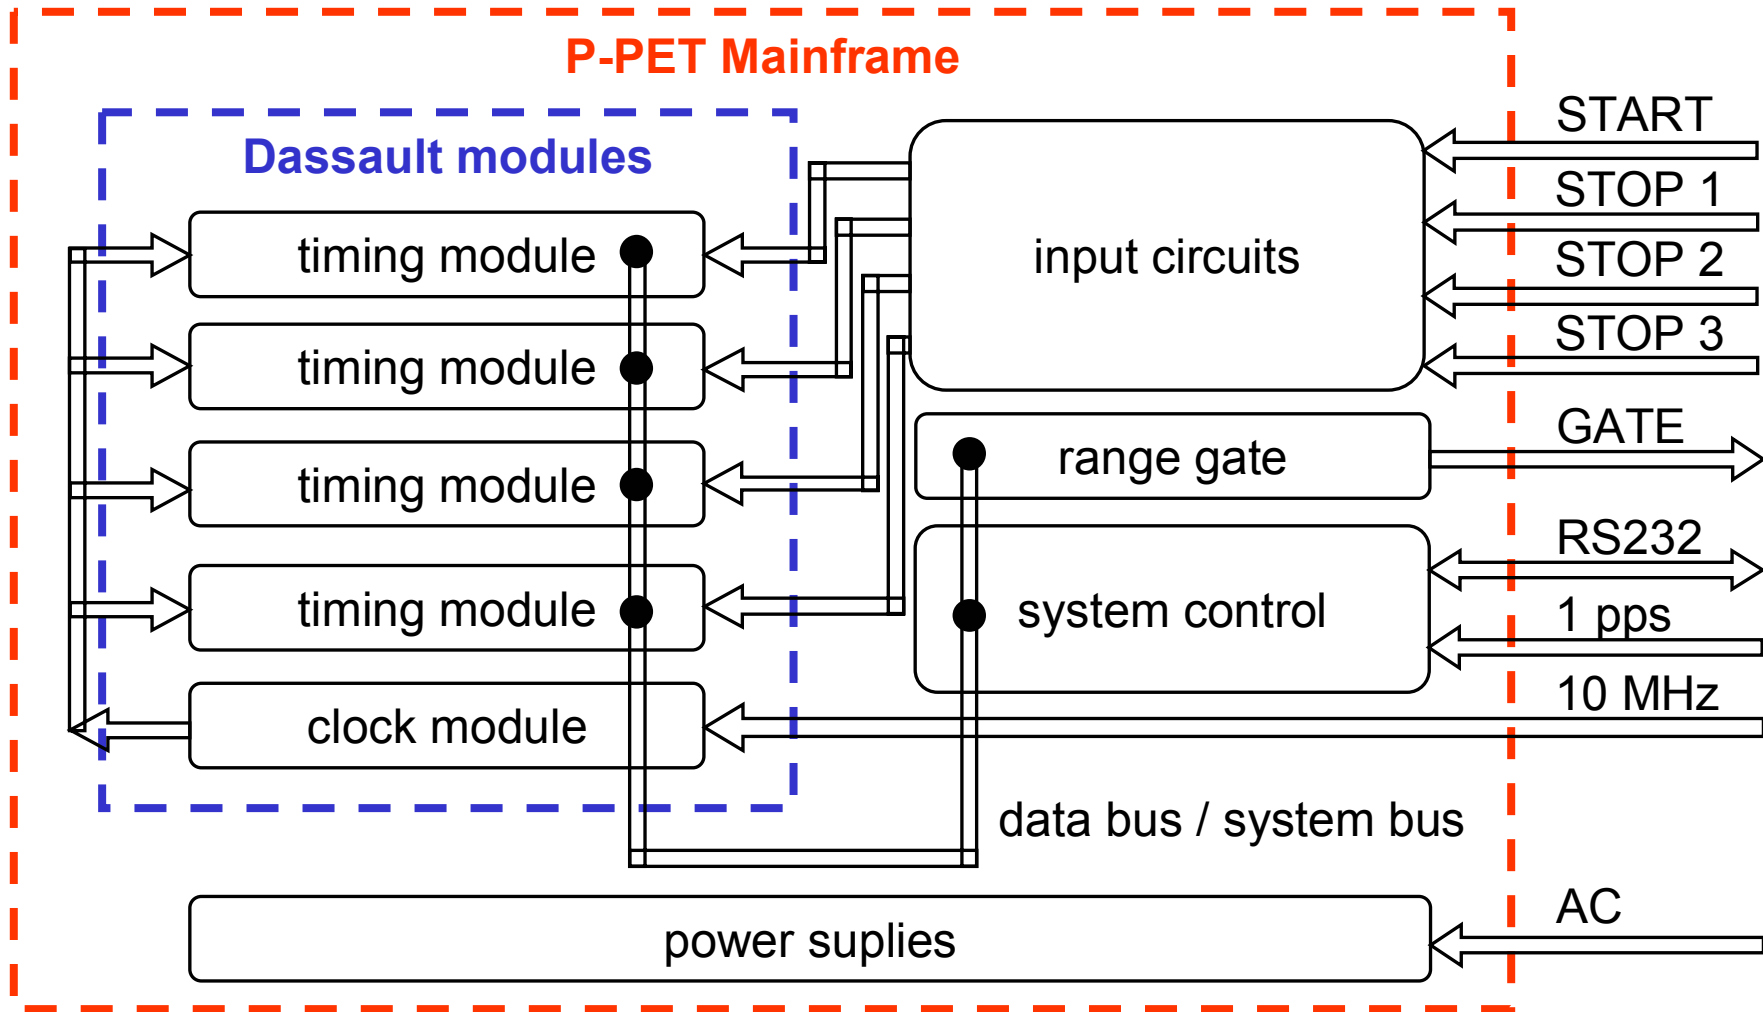 P-PET Mainframe
Dassault modules
timing module
timing module
timing module
timing module
clock module
input circuits
range gate
system control
data bus / system bus
power suplies
START
STOP 1
STOP 2
STOP 3
GATE
RS232
1 pps
10 MHz
AC